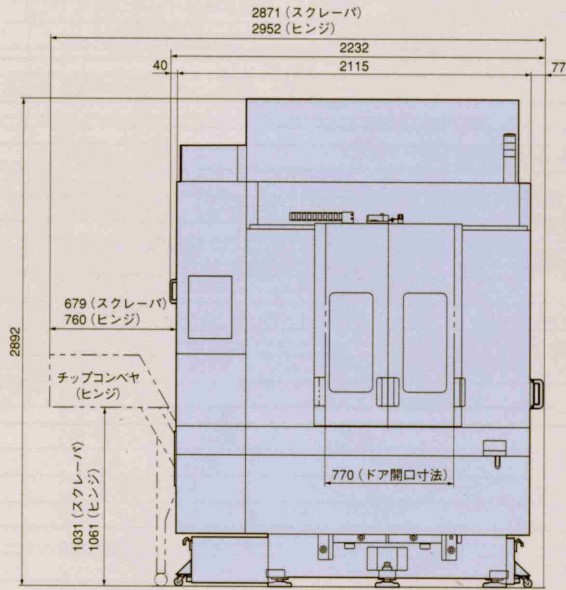 2871(スクレーパ)
2952(ヒンジ)
2232
40
2115
77
2892
679(スクレーパ)
760(ヒンジ)
チップコンベヤ
(ヒンジ)
1031(スクレーパ)
1061(ヒンジ)
770(ドア開口寸法)